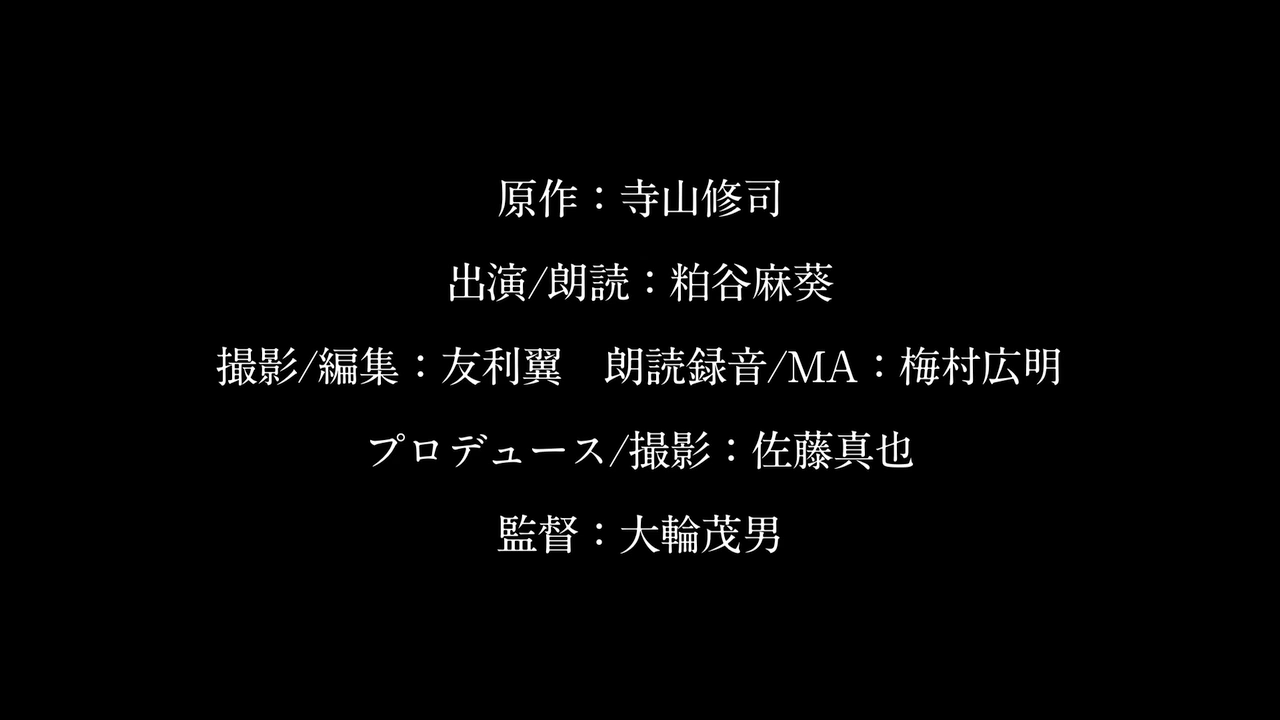 原作：寺山修司
出演/朗読：粕谷麻葵
撮影/編集：友利翼　朗読録音/MA：梅村広明
プロデュース/撮影：佐藤真也
監督：大輪茂男